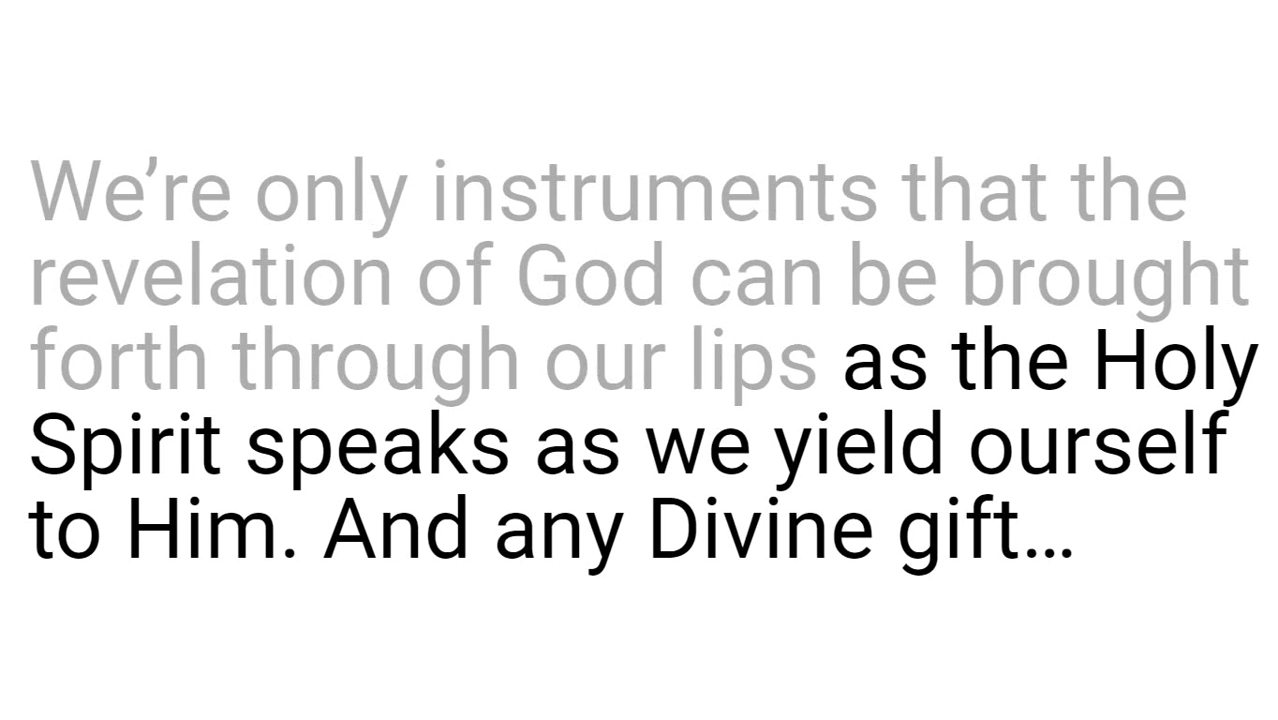 We’re only instruments that the
revelation of God can be brought
forth through our lips as the Holy
Spirit speaks as we yield ourself
to Him. And any Divine gift…